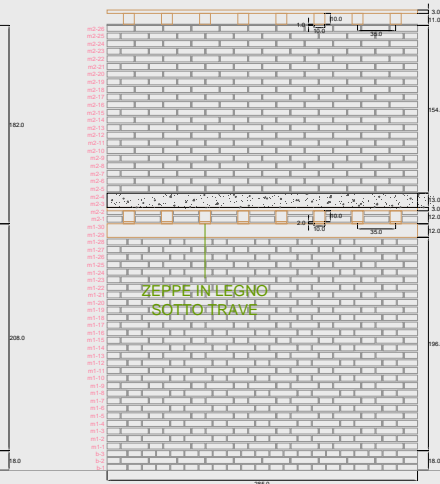 3.0
11.0
1.0
10.0
10.0
35.0
m2-26
m2-25
m2-24
m2-23
m2-22
m2-21
m2-20
m2-19
m2-18
m2-17
m2-16
m2-15
m2-14
m2-13
m2-12
m2-11
m2-10
m2-9
m2-8
m2-7
m2-6
m2-5
m2-4
m2-3
m2-2
m2-1
182.0
154.
13.0
3.0
12.0
2.0
10.0
10.0
35.0
12.0
m1-30
m1-29
m1-28
m1-27
m1-26
m1-25
m1-24
m1-23
m1-22
m1-21
m1-20
m1-19
m1-18
m1-17
m1-16
m1-15
m1-14
m1-13
m1-12
m1-11
m1-10
m1-9
m1-8
m1-7
m1-6
m1-5
m1-4
m1-3
m1-2
m1-1
b-3
b-2
b-1
ZEPPE IN LEGNO
SOTTO TRAVE
208.0
196.
18.0
18.0